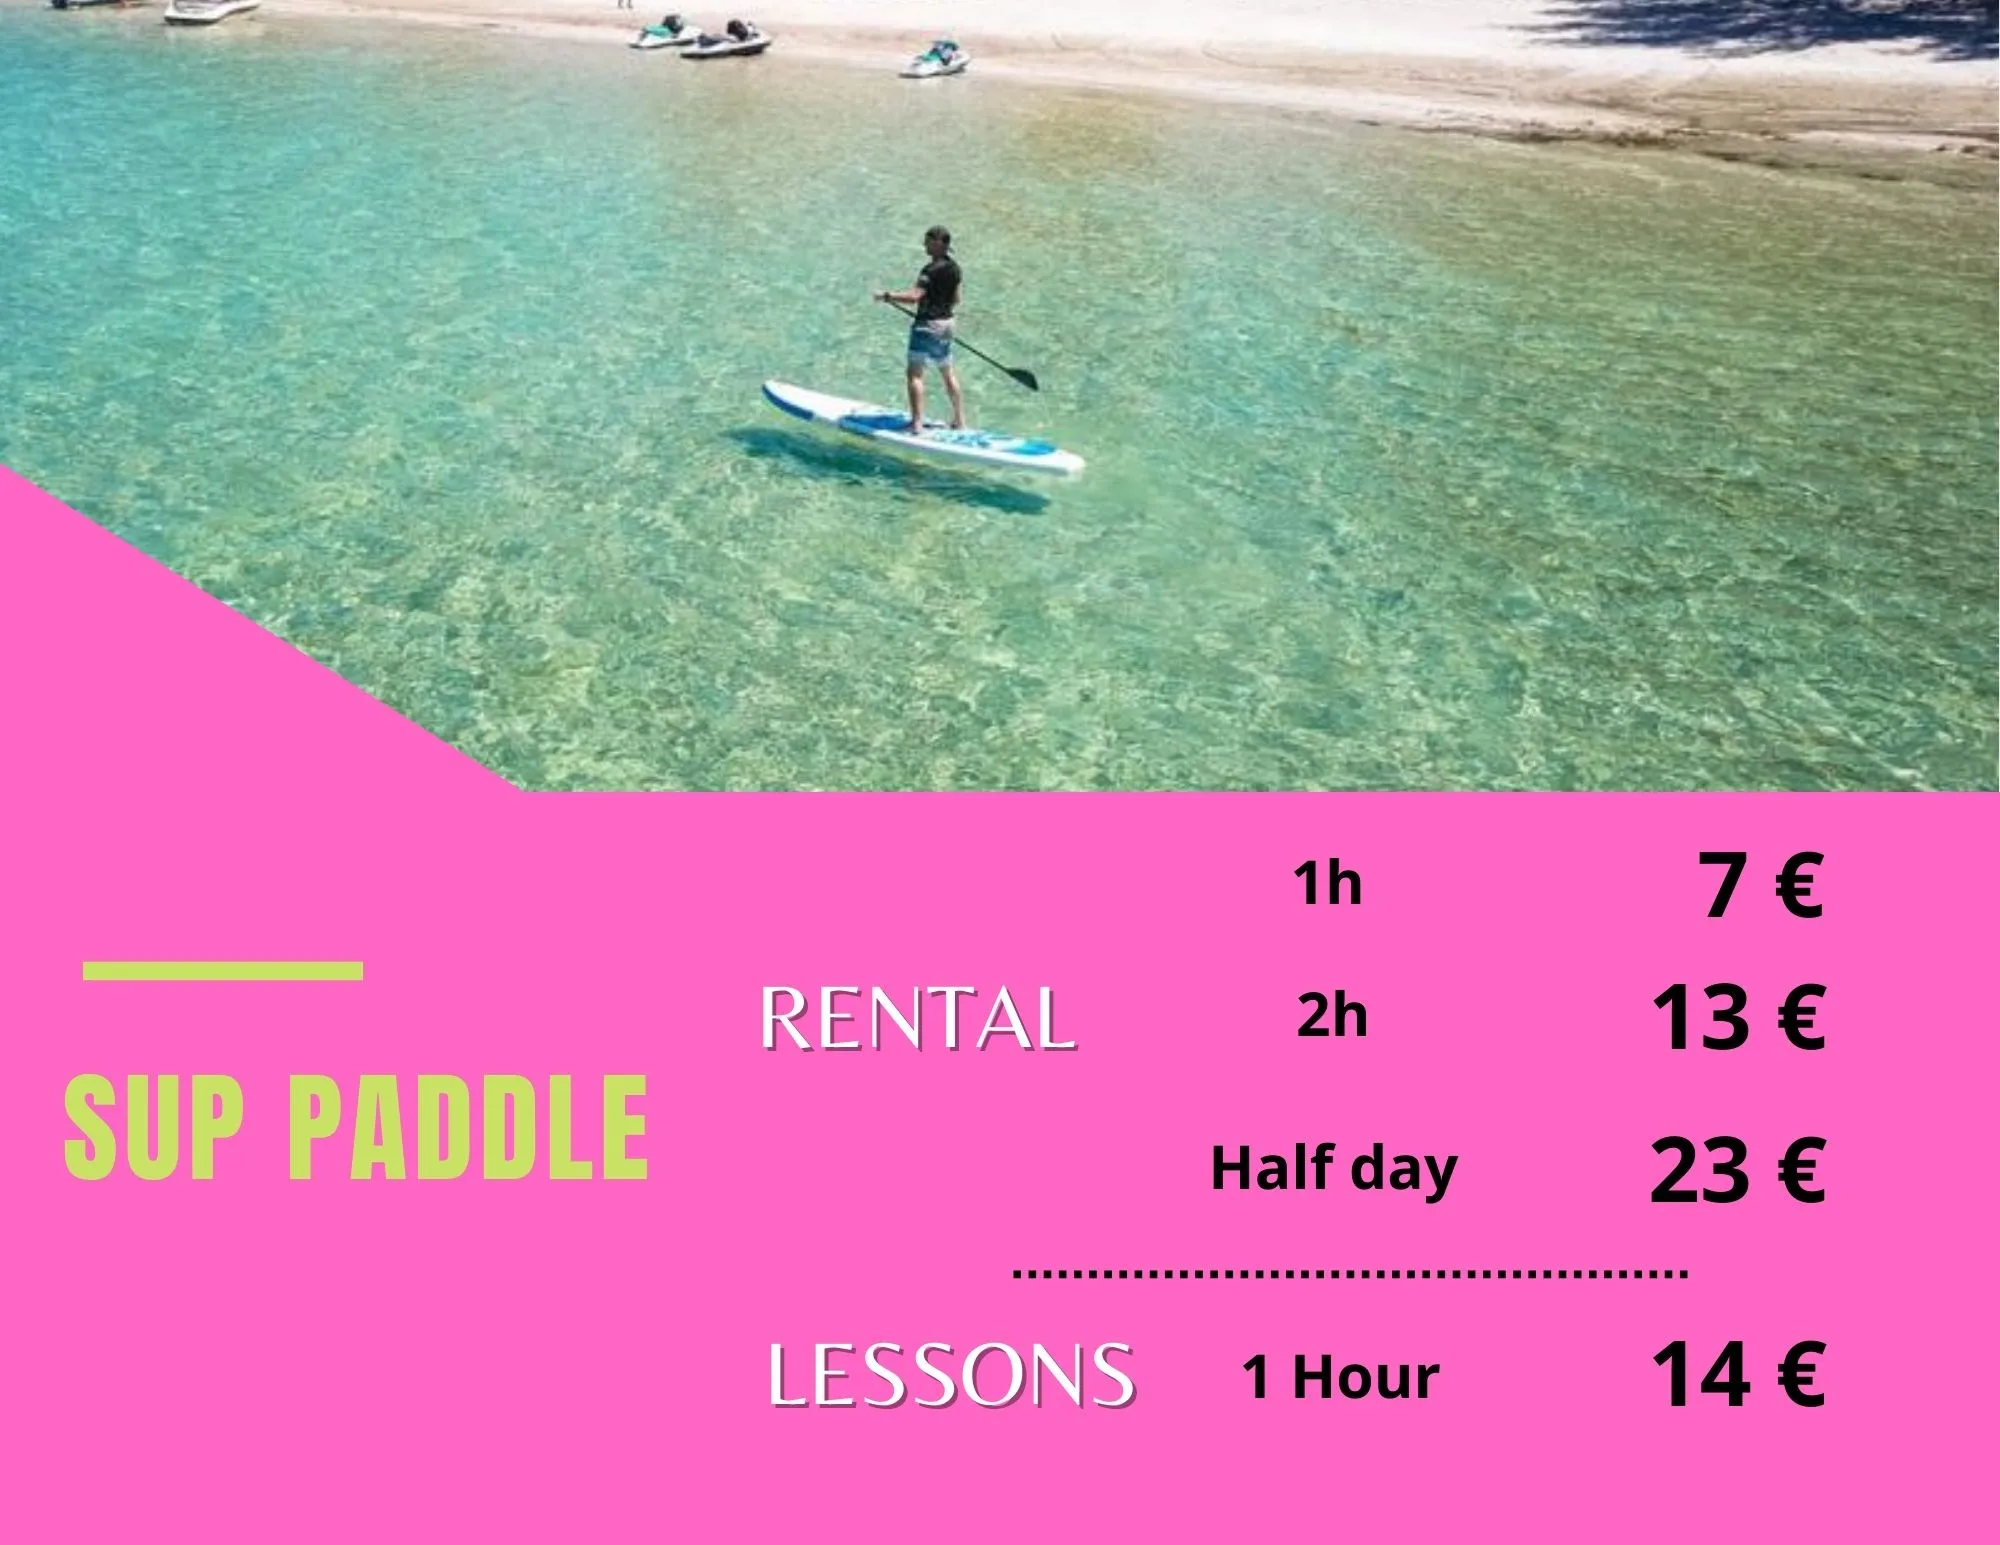 1h 7 €
RENTAL 2h 13 €
SUP PADDLE
Half day 23 €
LESSONS 1 Hour 14 €